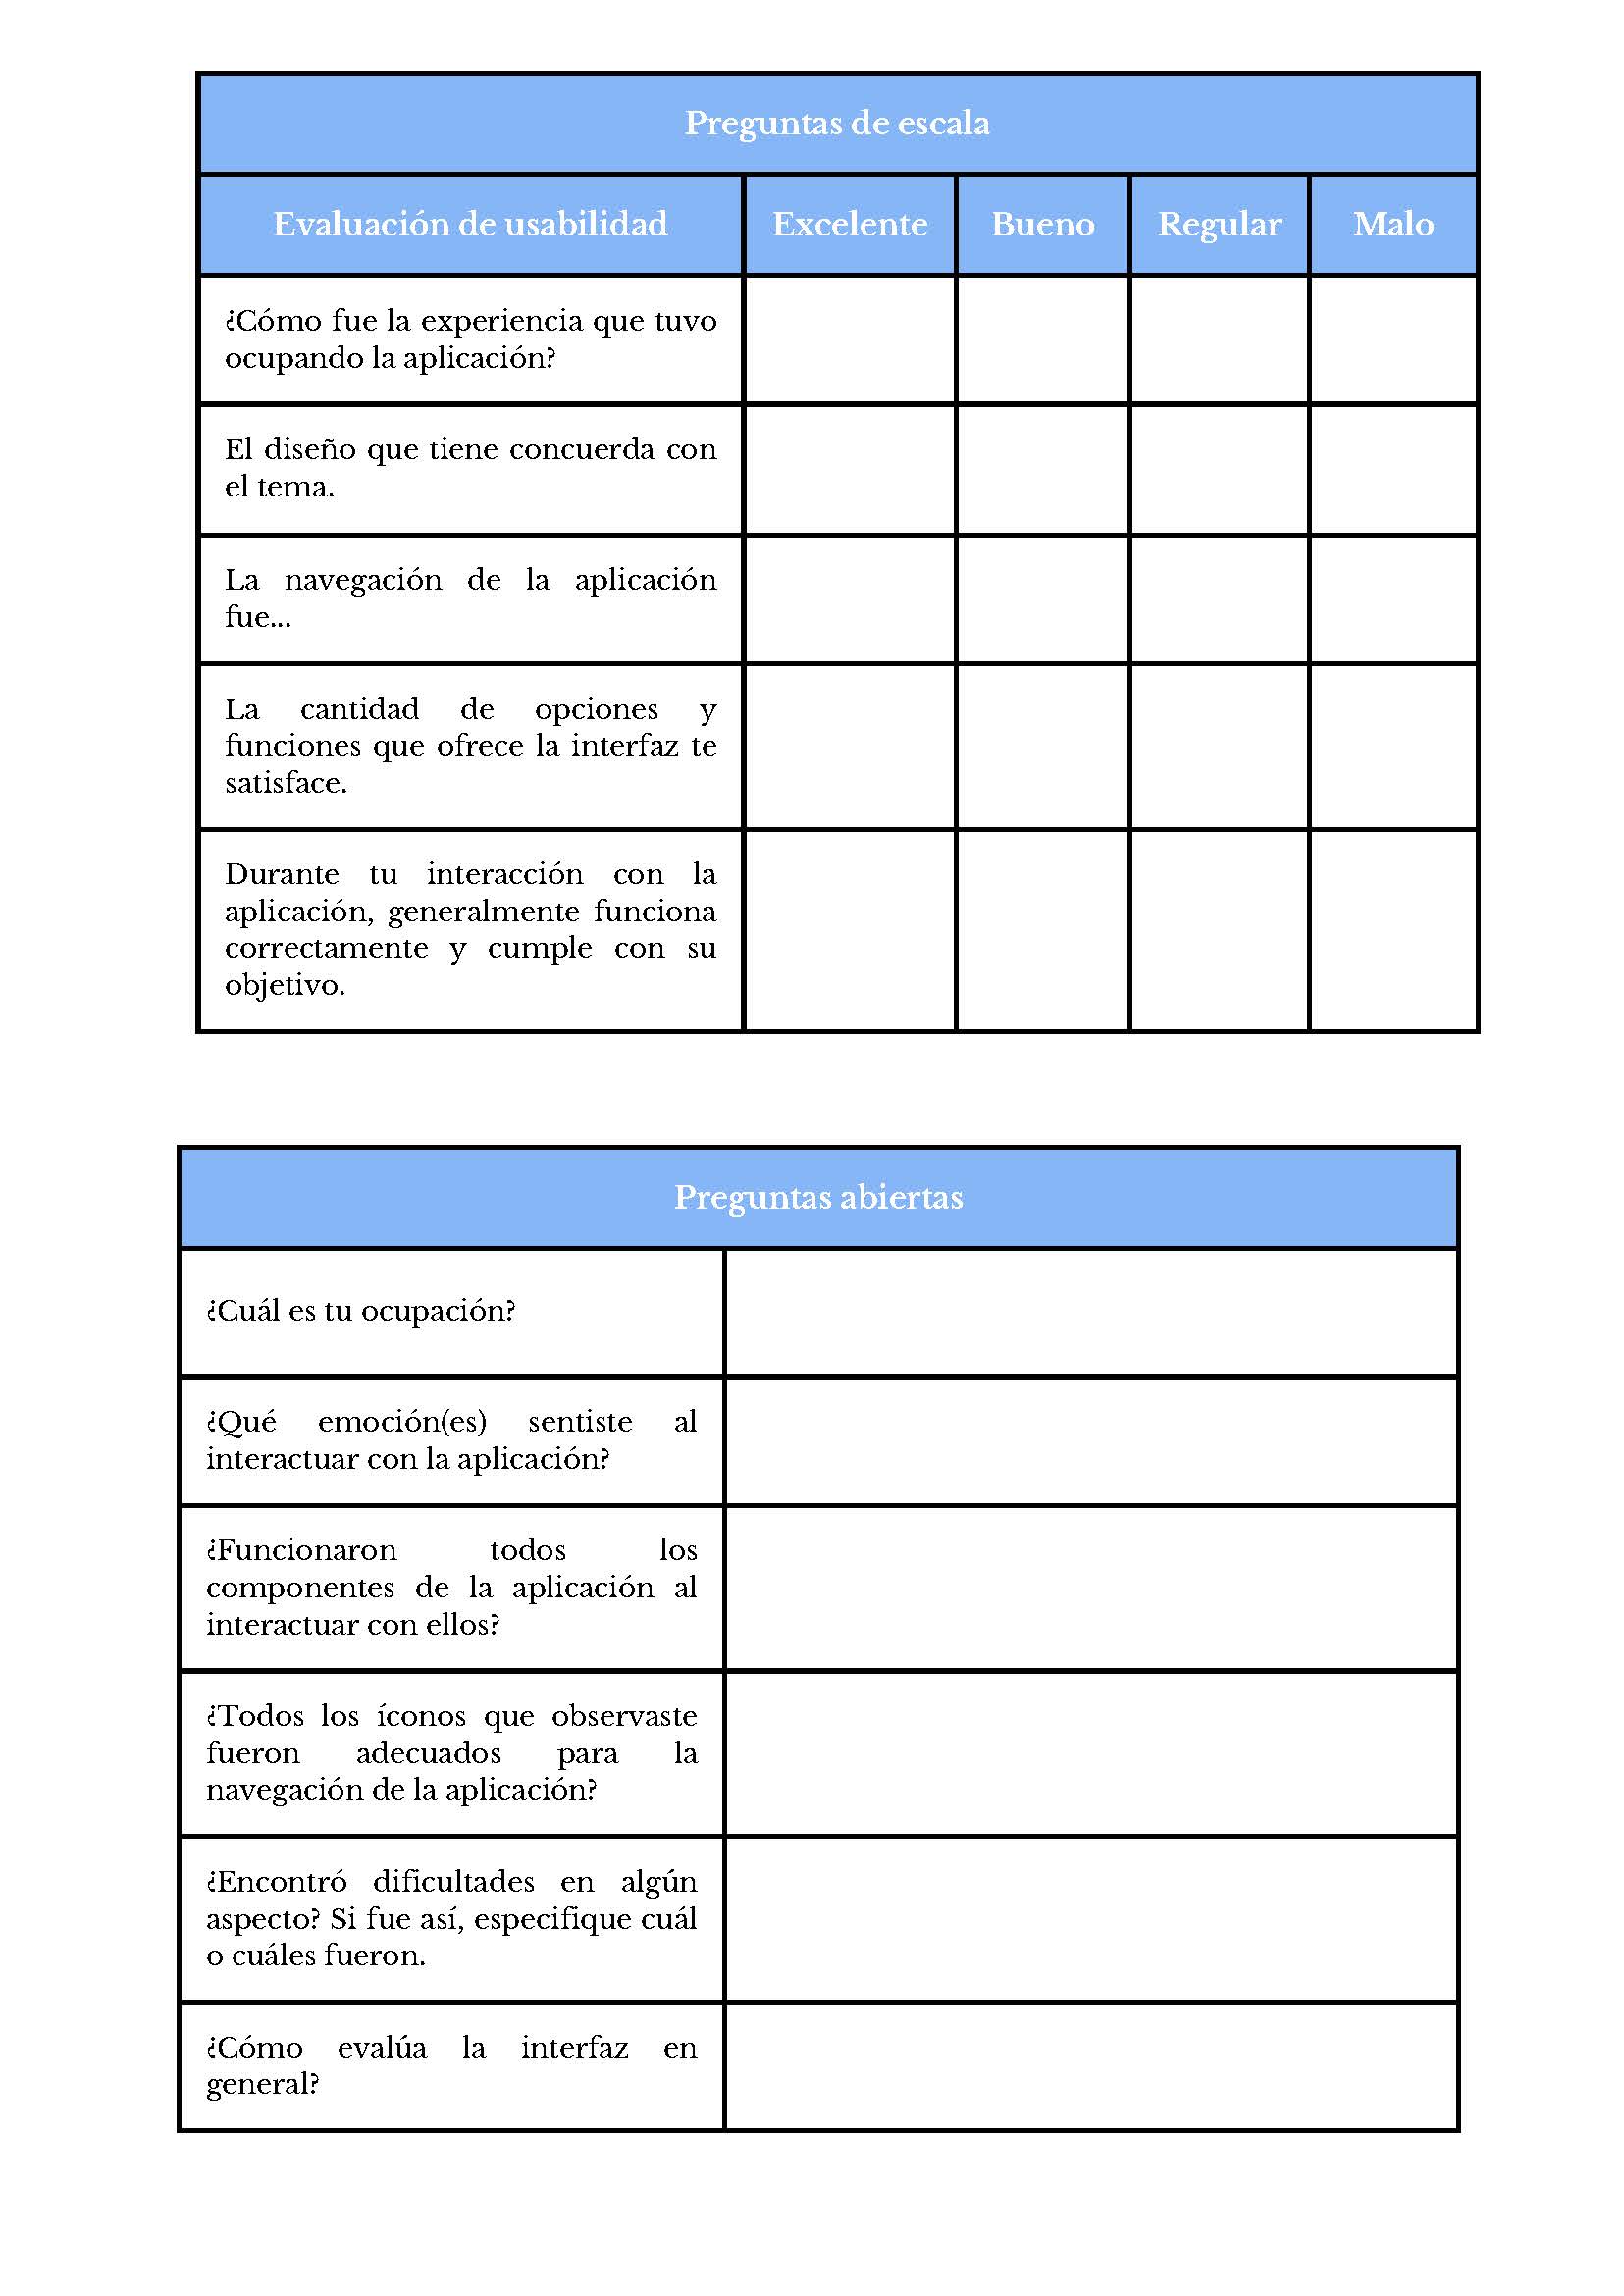 Preguntas de escala
Evaluación de usabilidad Excelente Bueno Regular Malo
¿Cómo fue la experiencia que tuvo
ocupando la aplicación?
El diseño que tiene concuerda con
el tema.
La navegación de la aplicación
fue...
La cantidad de opciones y
funciones que ofrece la interfaz te
satisface.
Durante tu interacción con la
aplicación, generalmente funciona
correctamente y cumple con su
objetivo.
Preguntas abiertas
¿Cuál es tu ocupación?
¿Qué emoción(es) sentiste al
interactuar con la aplicación?
¿Funcionaron todos los
componentes de la aplicación al
interactuar con ellos?
¿Todos los íconos que observaste
fueron adecuados para la
navegación de la aplicación?
¿Encontró dificultades en algún
aspecto? Si fue así, especifique cuál
o cuáles fueron.
¿Cómo evalúa la interfaz en
general?